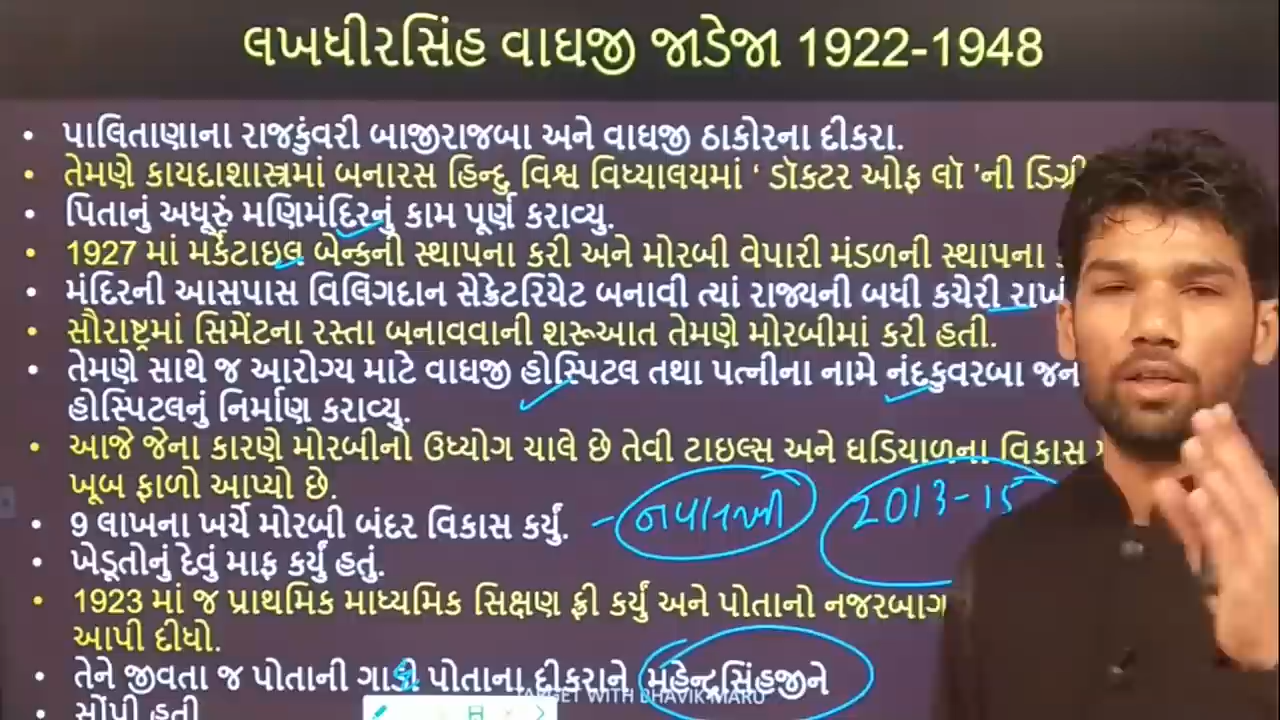 લખધીરસિંહ વાઘજી જાડેજા 1922-1948
• પાલિતાણાના રાજકુંવરી બાજીરાજબા અને વાઘજી ઠાકોરના દીકરા.
• તેમણે કાયદાશાસ્ત્રમાં બનારસ હિન્દુ વિશ્વ વિધ્યાલયમાં ‘ ડૉકટર ઓફ લૉ ’ની ડિગ્રી
• પિતાનું અધૂરું મણિમંદિરનું કામ પૂર્ણ કરાવ્યુ.
• 1927 માં મર્કેટાઇલ બેન્કની સ્થાપના કરી અને મોરબી વેપારી મંડળની સ્થાપના
• મંદિરની આસપાસ વિલિંગદાન સેક્રેટરિયેટ બનાવી ત્યાં રાજ્યની બધી કચેરી
• સૌરાષ્ટ્રમાં સિમેંટના રસ્તા બનાવવાની શરૂઆત તેમણે મોરબીમાં કરી હતી.
• તેમણે સાથે જ આરોગ્ય માટે વાઘજી હોસ્પિટલ તથા પત્નીના નામે નંદકુવરબા
હોસ્પિટલનું નિર્માણ કરાવ્યુ.
• આજે જેના કારણે મોરબીનો ઉધ્યોગ ચાલે છે તેવી ટાઇલ્સ અને ઘડિયાળના વિકાસ
ખૂબ ફાળો આપ્યો છે.
• 9 લાખના ખર્ચે મોરબી બંદર વિકાસ કર્યું. - નવાલખી 2013-15
• ખેડૂતોનું દેવું માફ કર્યું હતું.
• 1923 માં જ પ્રાથમિક માધ્યમિક સિક્ષણ ફ્રી કર્યું અને પોતાનો નજરબાગ
આપી દીધો.
• તેને જીવતા જ પોતાની ગાદી પોતાના દીકરાને મહેન્દ્રસિંહજીને
TARGET WITH BHAVIK MARU
• સોંપી હતી